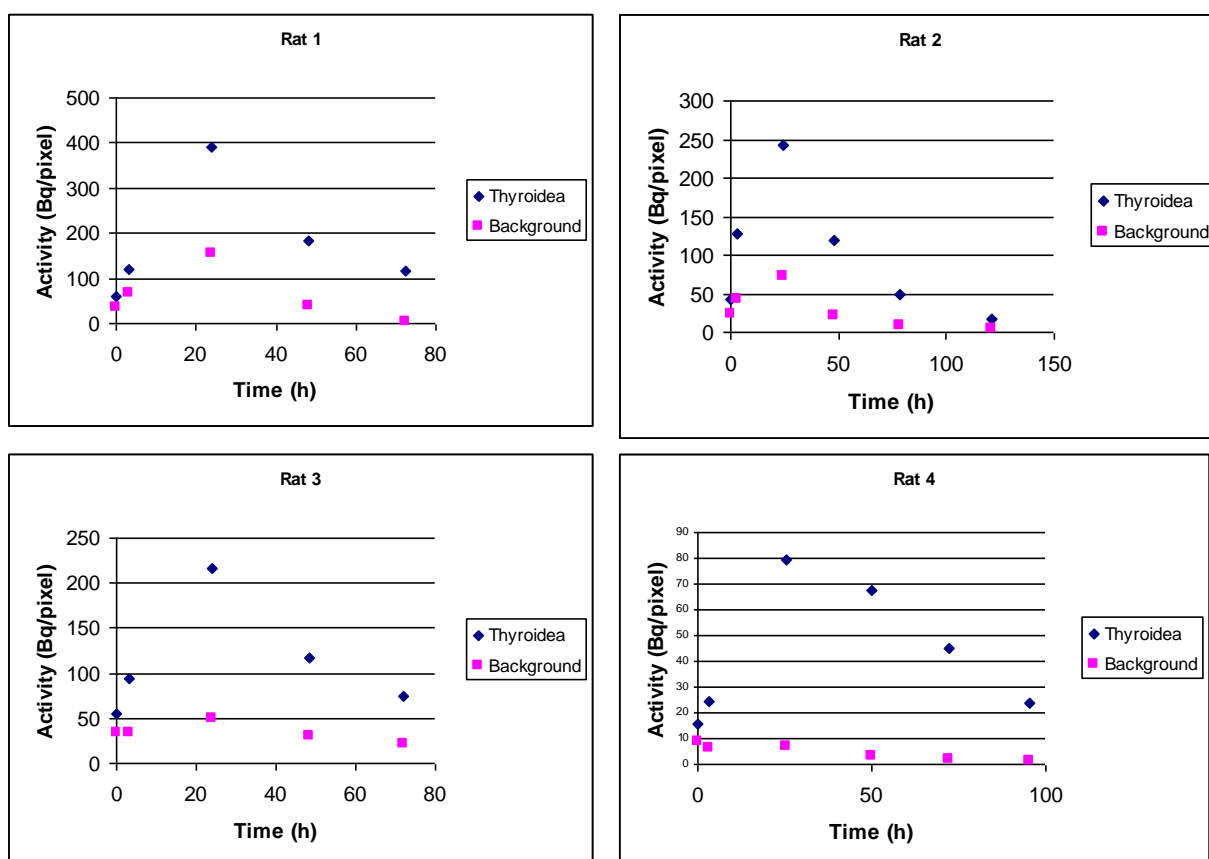 Rat 1
500
400
300
200
100
0
0 20 40 60 80
Time (h)
Activity (Bq/pixel)
Thyroidea
Background
Rat 2
300
250
200
150
100
50
0
0 50 100 150
Time (h)
Activity (Bq/pixel)
Thyroidea
Background
Rat 3
250
200
150
100
50
0
0 20 40 60 80
Time (h)
Activity (Bq/pixel)
Thyroidea
Background
Rat 4
90
80
70
60
50
40
30
20
10
0
0 50 100
Time (h)
Activity (Bq/pixel)
Thyroidea
Background